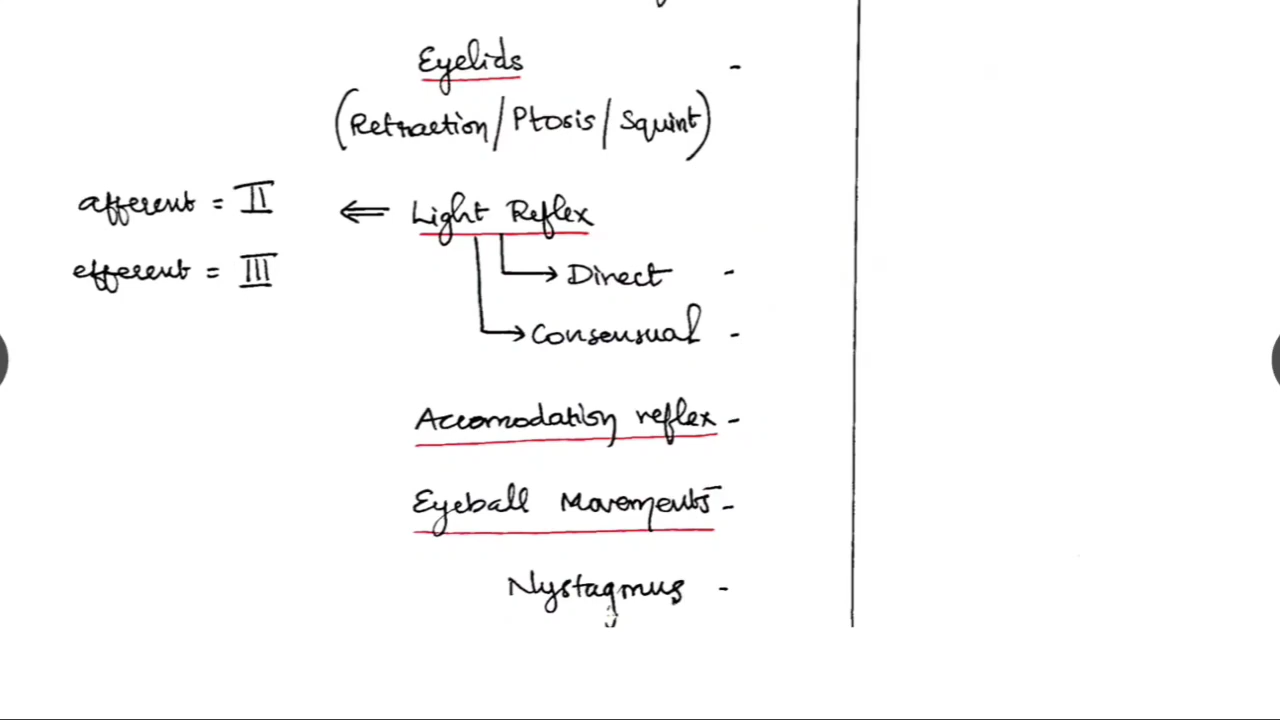 Eyelids -
(Retraction/Ptosis/Squint)
afferent = II ⇐ Light Reflex
efferent = III
→ Direct -
→ Consensual -
Accomodation reflex -
Eyeball Movements -
Nystagmus -